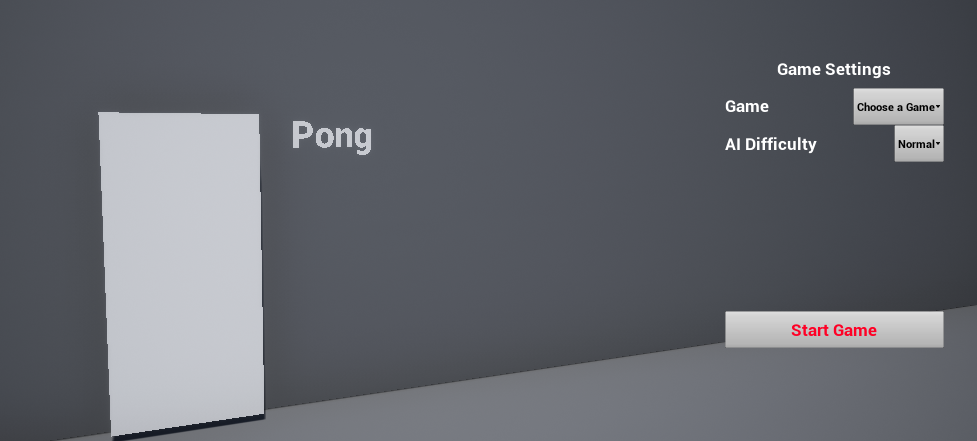 Pong
Game Settings
Game
Choose a Game
AI Difficulty
Normal
Start Game